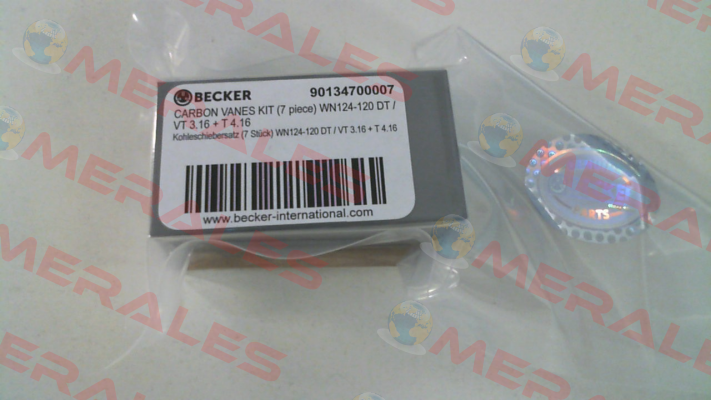 BECKER 90134700007
CARBON VANES KIT (7 piece) WN124-120 DT /
VT 3.16 + T 4.16
Kohleschiebersatz (7 Stück) WN124-120 DT / VT 3.16 + T 4.16
www.becker-international.com
MERALES
MERALES
MERALES
MERALES
MERALES
MERALES